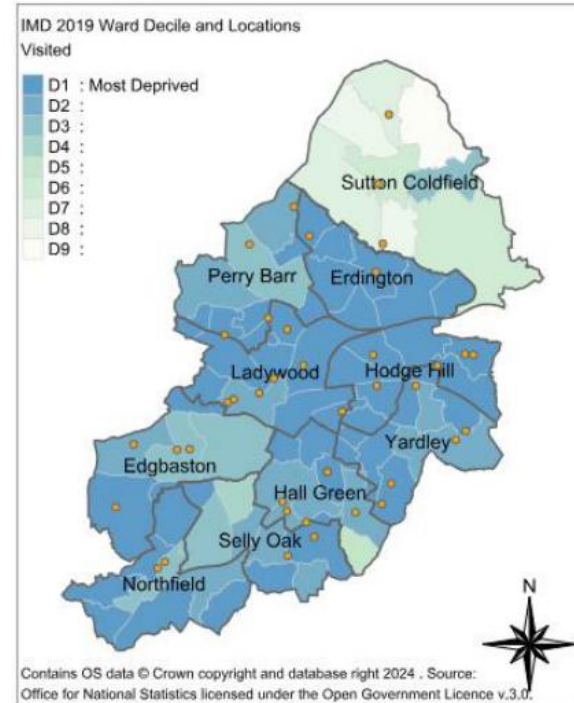 IMD 2019 Ward Decile and Locations
Visited
D1 : Most Deprived
D2 :
D3 :
D4 :
D5 :
D6 :
D7 :
D8 :
D9 :
Sutton Coldfield
Perry Barr
Erdington
Ladywood
Hodge Hill
Yardley
Edgbaston
Hall Green
Selly Oak
Northfield
N
Contains OS data © Crown copyright and database right 2024 . Source:
Office for National Statistics licensed under the Open Government Licence v.3.0.